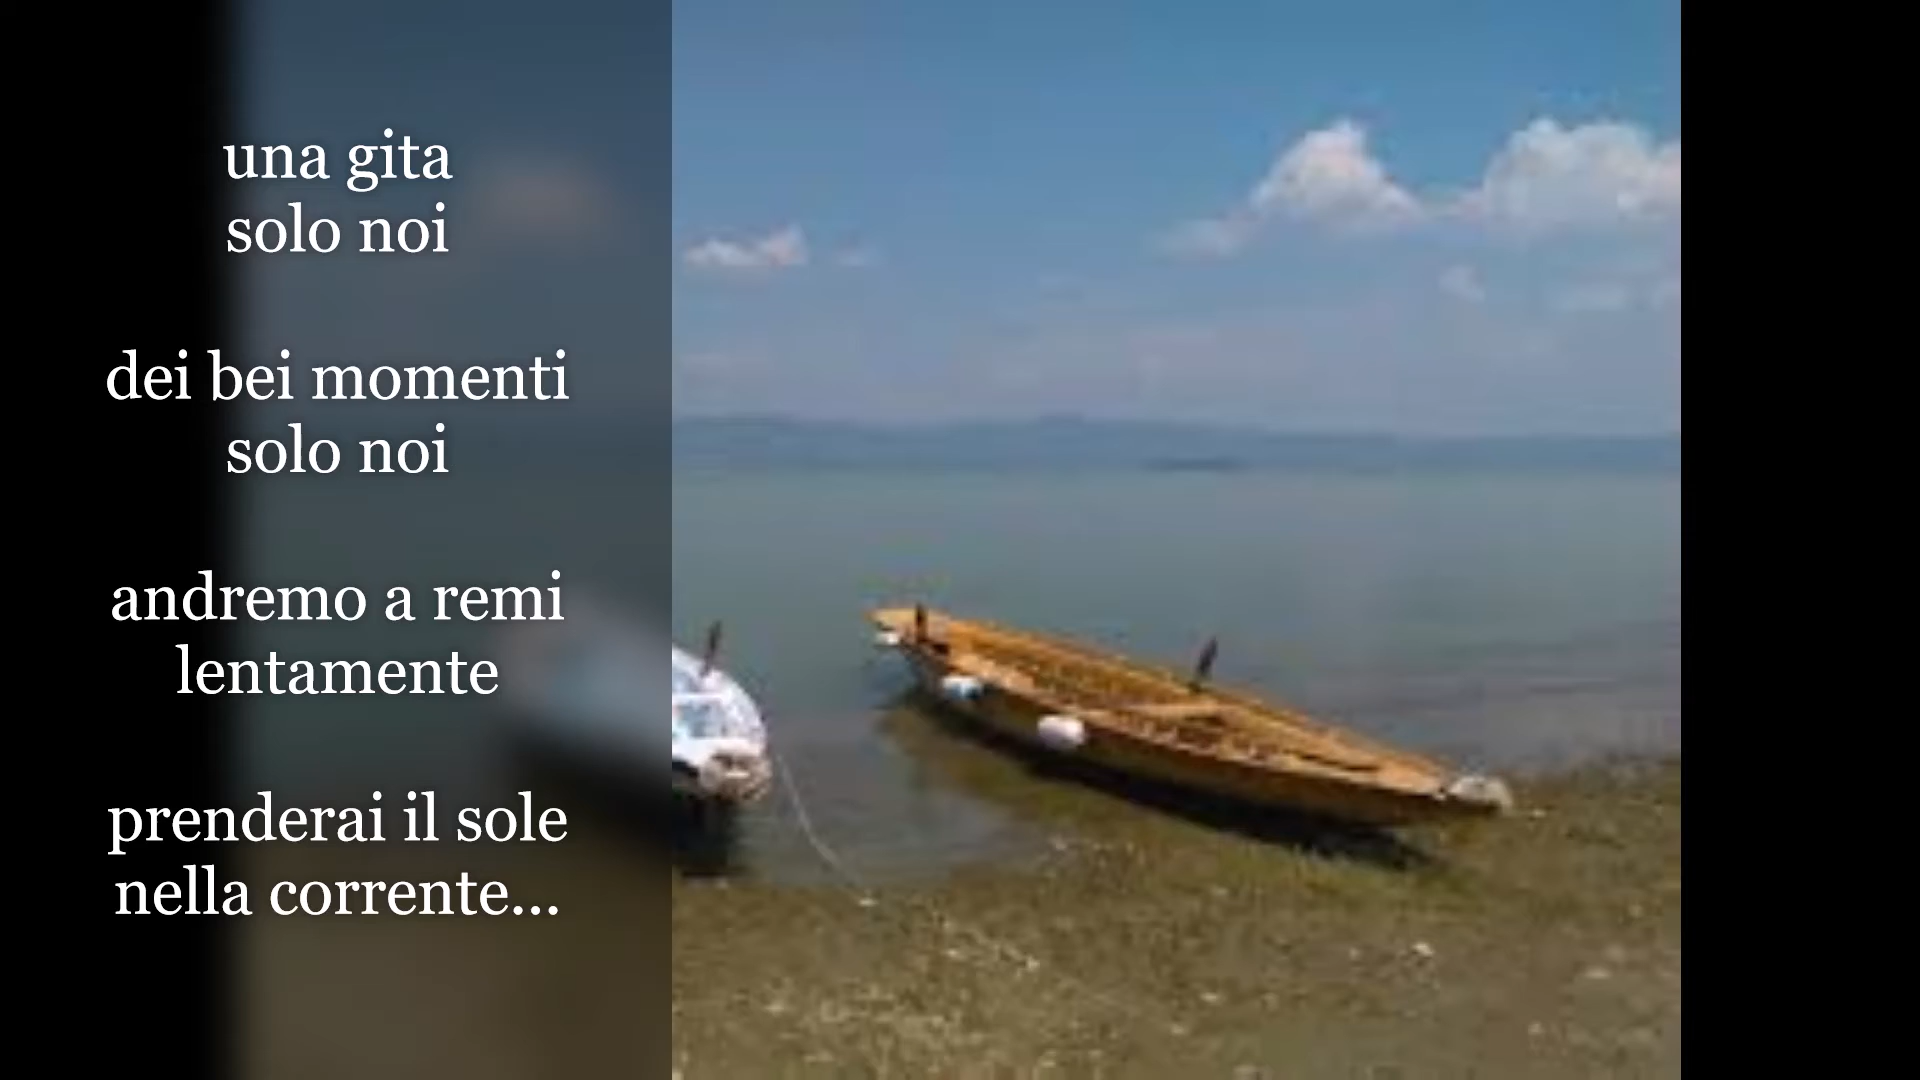 una gita
solo noi
dei bei momenti
solo noi
andremo a remi
lentamente
prenderai il sole
nella corrente...